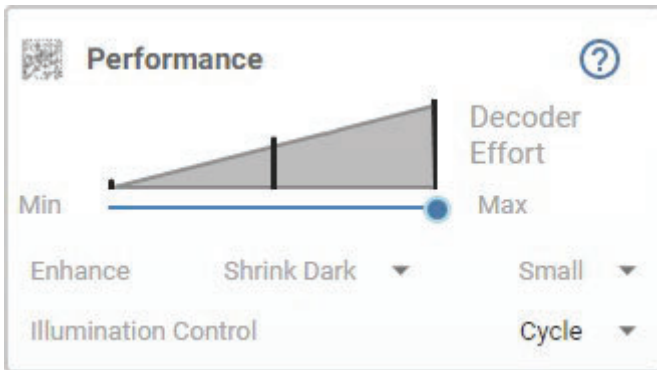 Performance
Decoder
Effort
Min Max
Enhance Shrink Dark Small
Illumination Control Cycle